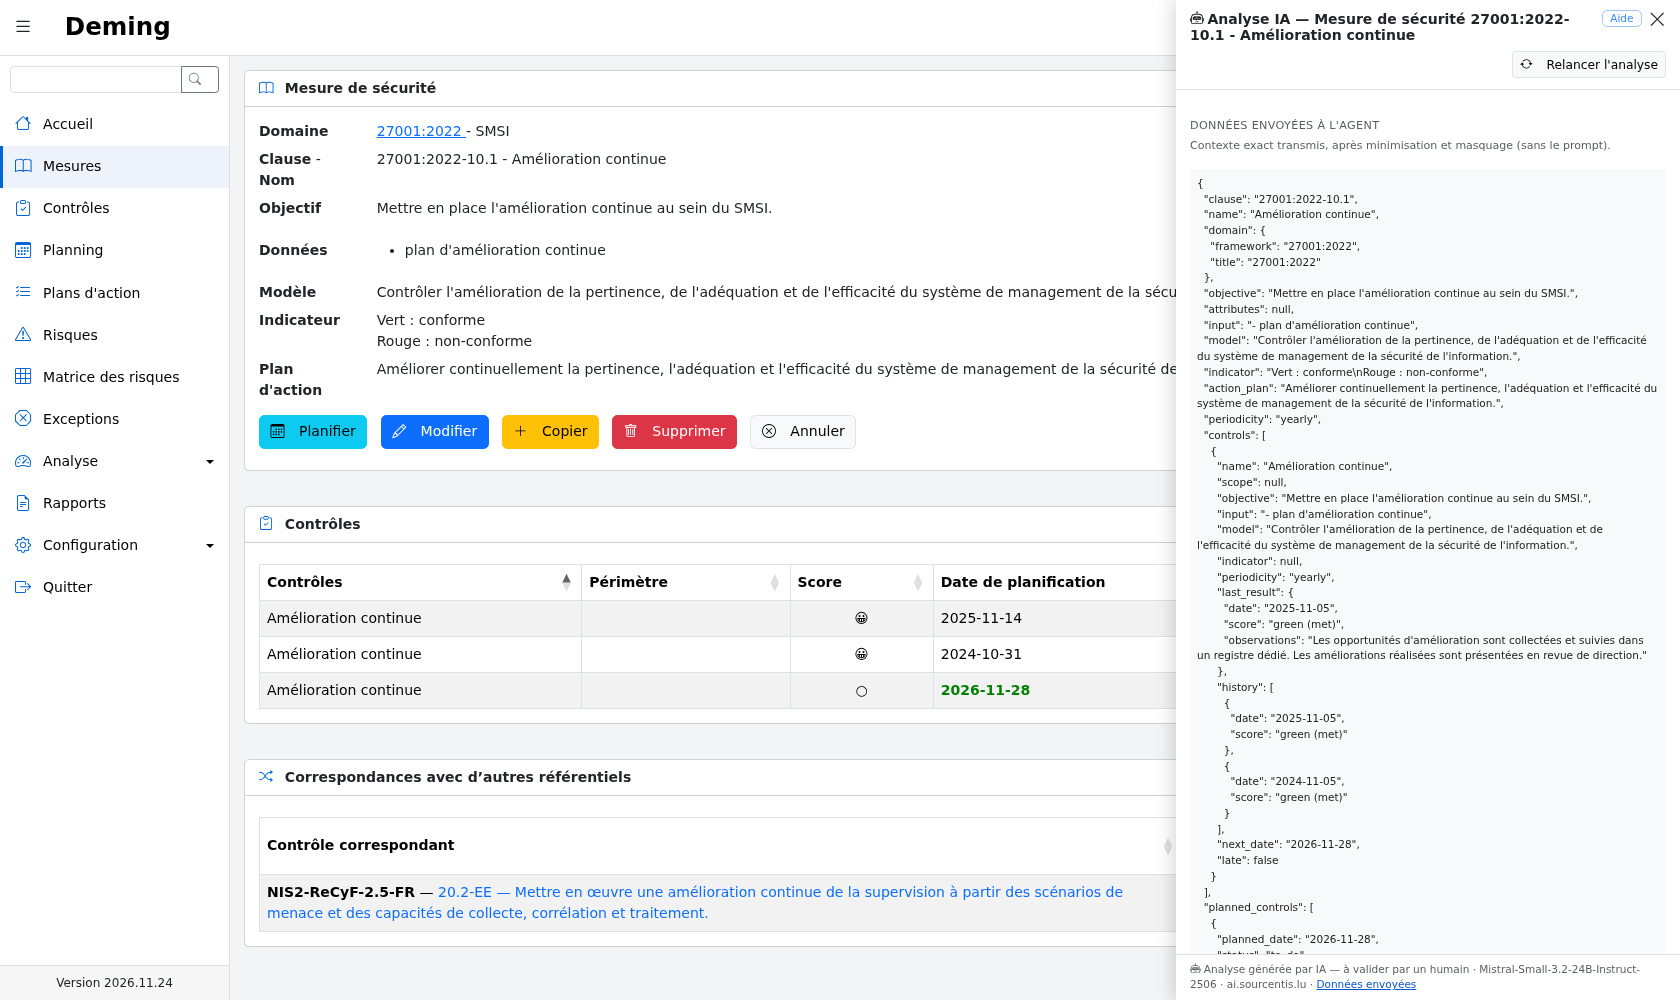 Deming
Accueil
Mesures
Contrôles
Planning
Plans d'action
Risques
Matrice des risques
Exceptions
Analyse
Rapports
Configuration
Quitter
Version 2026.11.24
Mesure de sécurité
Domaine
27001:2022 - SMSI
Clause -
Nom
27001:2022-10.1 - Amélioration continue
Objectif
Mettre en place l'amélioration continue au sein du SMSI.
Données
• plan d'amélioration continue
Modèle
Contrôler l'amélioration de la pertinence, de l'adéquation et de l'efficacité du système de management de la sécu
Indicateur
Vert : conforme
Rouge : non-conforme
Plan
d'action
Améliorer continuellement la pertinence, l'adéquation et l'efficacité du système de management de la sécurité de
Planifier
Modifier
Copier
Supprimer
Annuler
Contrôles
Contrôles Périmètre Score Date de planification
Amélioration continue 2025-11-14
Amélioration continue 2024-10-31
Amélioration continue 2026-11-28
Correspondances avec d’autres référentiels
Contrôle correspondant
NIS2-ReCyF-2.5-FR — 20.2-EE — Mettre en œuvre une amélioration continue de la supervision à partir des scénarios de
menace et des capacités de collecte, corrélation et traitement.
Analyse IA — Mesure de sécurité 27001:2022-
10.1 - Amélioration continue
Aide
Relancer l'analyse
DONNÉES ENVOYÉES À L'AGENT
Contexte exact transmis, après minimisation et masquage (sans le prompt).
{
"clause": "27001:2022-10.1",
"name": "Amélioration continue",
"domain": {
"framework": "27001:2022",
"title": "27001:2022"
},
"objective": "Mettre en place l'amélioration continue au sein du SMSI.",
"attributes": null,
"input": "- plan d'amélioration continue",
"model": "Contrôler l'amélioration de la pertinence, de l'adéquation et de l'efficacité
du système de management de la sécurité de l'information.",
"indicator": "Vert : conforme\nRouge : non-conforme",
"action_plan": "Améliorer continuellement la pertinence, l'adéquation et l'efficacité du
système de management de la sécurité de l'information.",
"periodicity": "yearly",
"controls": [
{
"name": "Amélioration continue",
"scope": null,
"objective": "Mettre en place l'amélioration continue au sein du SMSI.",
"input": "- plan d'amélioration continue",
"model": "Contrôler l'amélioration de la pertinence, de l'adéquation et de
l'efficacité du système de management de la sécurité de l'information.",
"indicator": null,
"periodicity": "yearly",
"last_result": {
"date": "2025-11-05",
"score": "green (met)",
"observations": "Les opportunités d'amélioration sont collectées et suivies dans
un registre dédié. Les améliorations réalisées sont présentées en revue de direction."
},
"history": [
{
"date": "2025-11-05",
"score": "green (met)"
},
{
"date": "2024-11-05",
"score": "green (met)"
}
],
"next_date": "2026-11-28",
"late": false
}
],
"planned_controls": [
{
"planned_date": "2026-11-28",
Analyse générée par IA — à valider par un humain · Mistral-Small-3.2-24B-Instruct-
2506 · ai.sourcentis.lu · Données envoyées